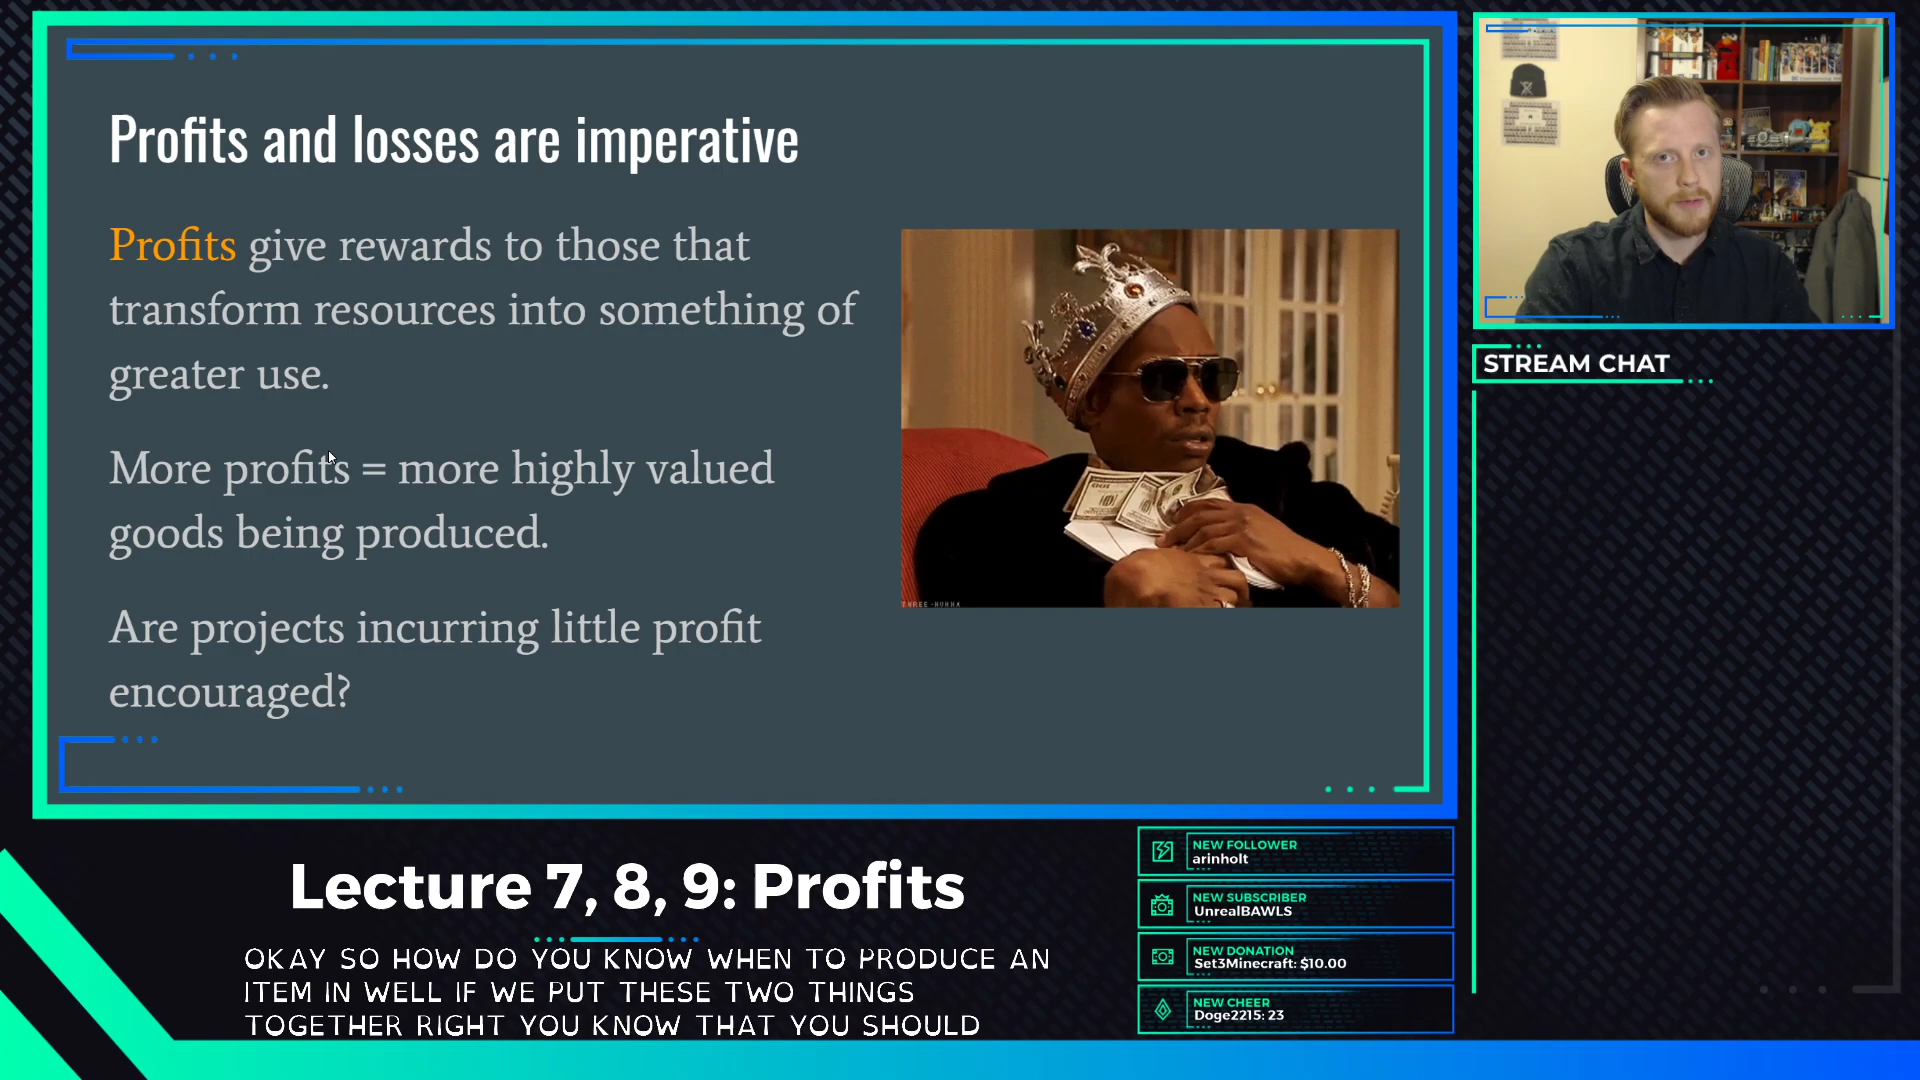 Profits and losses are imperative
Profits give rewards to those that
transform resources into something of
greater use.
More profits = more highly valued
goods being produced.
Are projects incurring little profit
encouraged?
THREE-HUNNA
STREAM CHAT
Lecture 7, 8, 9: Profits
OKAY SO HOW DO YOU KNOW WHEN TO PRODUCE AN
ITEM IN WELL IF WE PUT THESE TWO THINGS
TOGETHER RIGHT YOU KNOW THAT YOU SHOULD
NEW FOLLOWER
arinholt
NEW SUBSCRIBER
UnrealBAWLS
NEW DONATION
Set3Minecraft: $10.00
NEW CHEER
Doge2215: 23